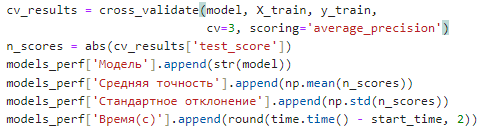 cv_results = cross_validate(model, X_train, y_train,
cv=3, scoring='average_precision')
n_scores = abs(cv_results['test_score'])
models_perf['Модель'].append(str(model))
models_perf['Средняя точность'].append(np.mean(n_scores))
models_perf['Стандартное отклонение'].append(np.std(n_scores))
models_perf['Время(с)'].append(round(time.time() - start_time, 2))